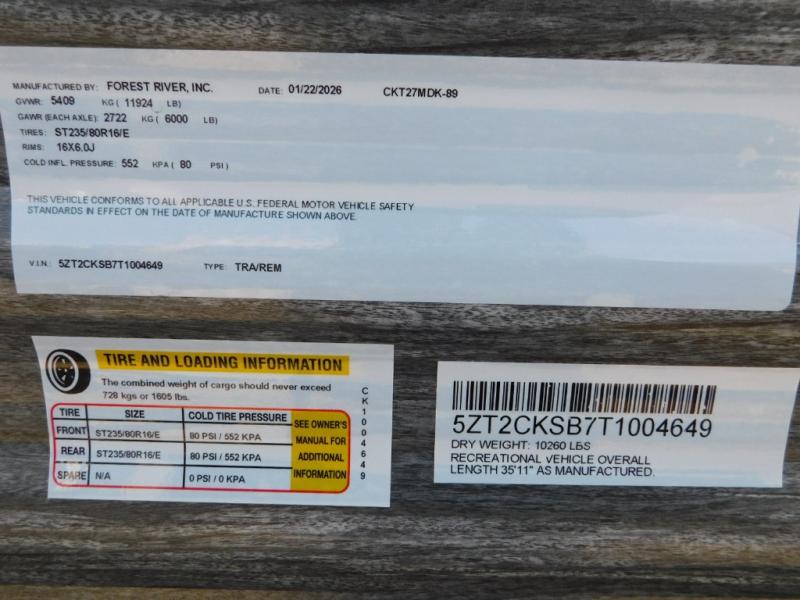 MANUFACTURED BY: FOREST RIVER, INC. DATE: 01/22/2026 CKT27MDK-89
GVWR: 5409 KG ( 11924 LB)
GAWR (EACH AXLE): 2722 KG ( 6000 LB)
TIRES: ST235/80R16/E
RIMS: 16X6.0J
COLD INFL. PRESSURE: 552 KPA ( 80 PSI )
THIS VEHICLE CONFORMS TO ALL APPLICABLE U.S. FEDERAL MOTOR VEHICLE SAFETY
STANDARDS IN EFFECT ON THE DATE OF MANUFACTURE SHOWN ABOVE.
V.I.N.: 5ZT2CKSB7T1004649 TYPE: TRA/REM
TIRE AND LOADING INFORMATION
The combined weight of cargo should never exceed
728 kgs or 1605 lbs.
TIRE SIZE COLD TIRE PRESSURE
FRONT ST235/80R16/E 80 PSI / 552 KPA
REAR ST235/80R16/E 80 PSI / 552 KPA
SPARE N/A 0 PSI / 0 KPA
SEE OWNER'S
MANUAL FOR
ADDITIONAL
INFORMATION
CK1004649
5ZT2CKSB7T1004649
DRY WEIGHT: 10260 LBS
RECREATIONAL VEHICLE OVERALL
LENGTH 35'11" AS MANUFACTURED.